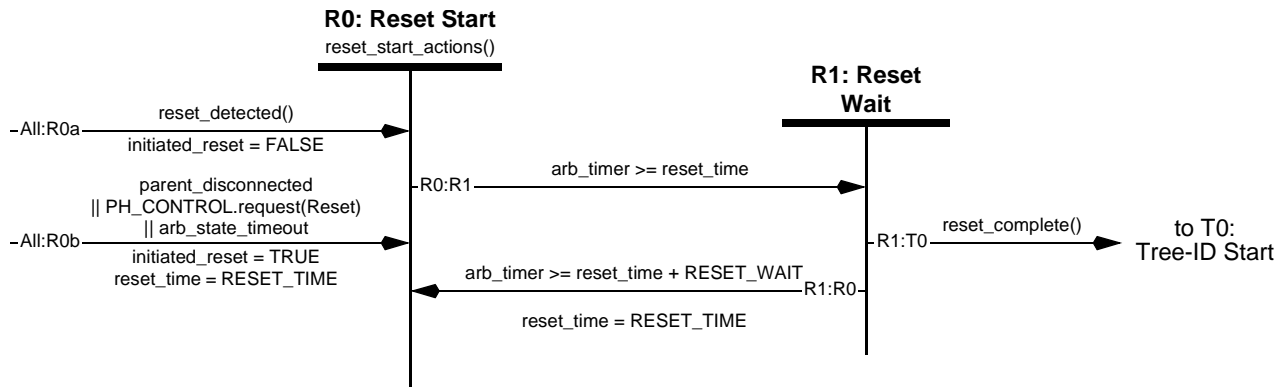 R0: Reset Start
reset_start_actions()
R1: Reset
Wait
All:R0a
reset_detected()
initiated_reset = FALSE
R0:R1
arb_timer >= reset_time
parent_disconnected
|| PH_CONTROL.request(Reset)
|| arb_state_timeout
All:R0b
initiated_reset = TRUE
reset_time = RESET_TIME
R1:T0
reset_complete()
to T0:
Tree-ID Start
arb_timer >= reset_time + RESET_WAIT
R1:R0
reset_time = RESET_TIME